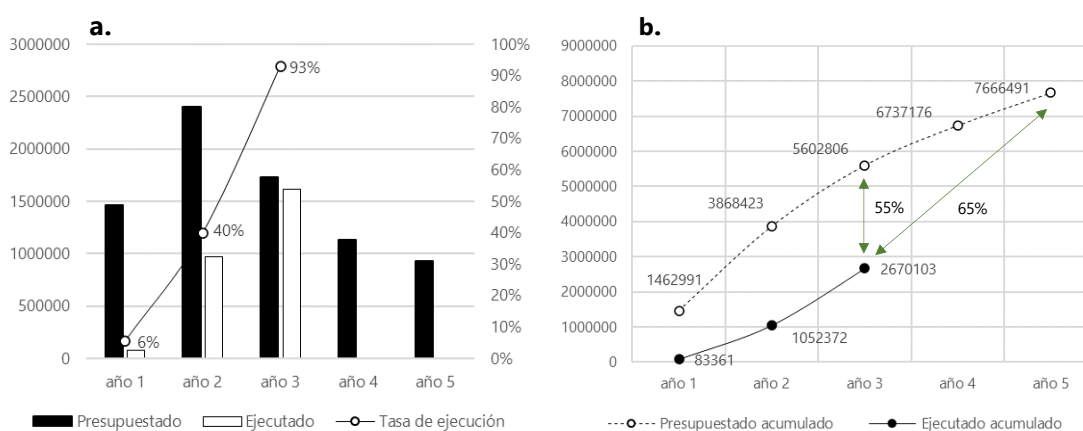 a.
3000000
2500000
2000000
1500000
1000000
500000
0
100%
90%
80%
70%
60%
50%
40%
30%
20%
10%
0%
93%
40%
6%
año 1
año 2
año 3
año 4
año 5
Presupuestado
Ejecutado
Tasa de ejecución
b.
9000000
8000000
7000000
6000000
5000000
4000000
3000000
2000000
1000000
0
7666491
6737176
5602806
3868423
1462991
55%
65%
2670103
1052372
83361
año 1
año 2
año 3
año 4
año 5
Presupuestado acumulado
Ejecutado acumulado